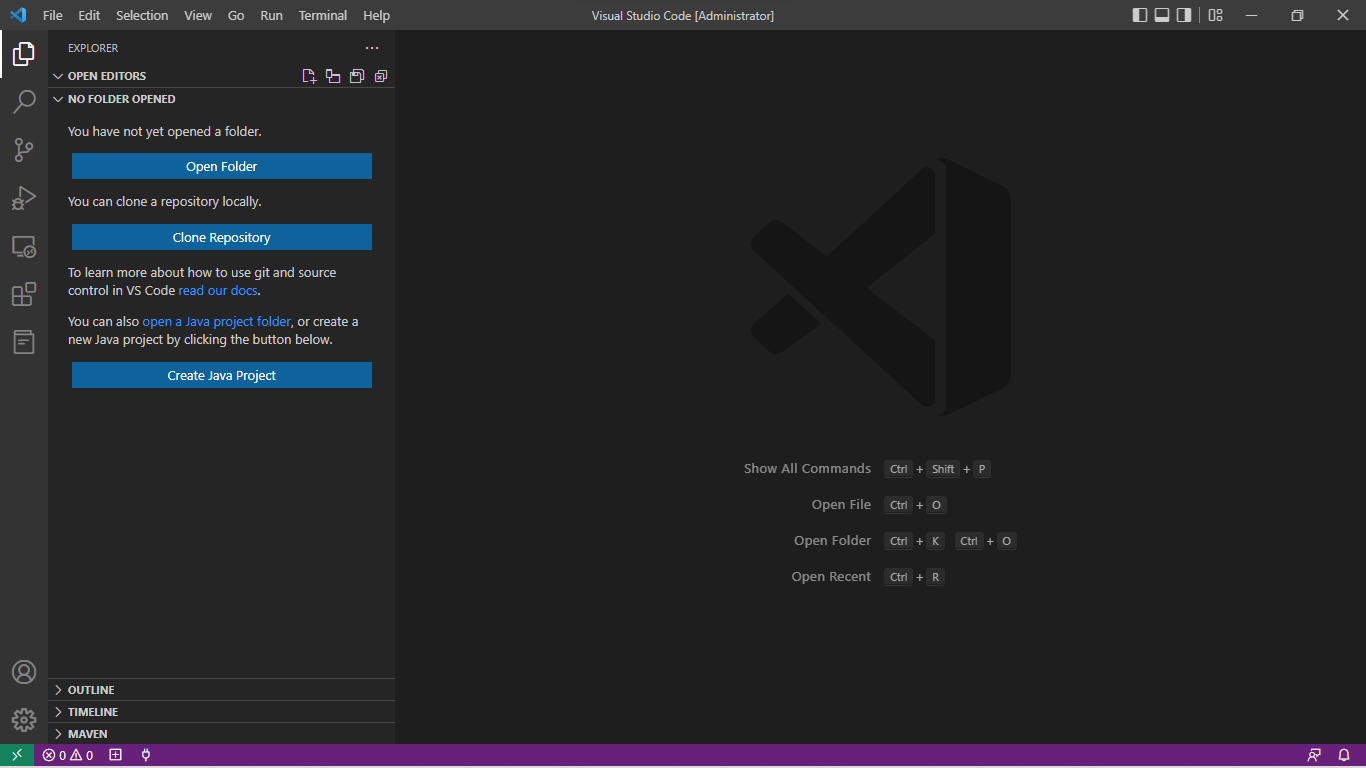 File Edit Selection View Go Run Terminal Help
Visual Studio Code [Administrator]
EXPLORER
OPEN EDITORS
NO FOLDER OPENED
You have not yet opened a folder.
Open Folder
You can clone a repository locally.
Clone Repository
To learn more about how to use git and source
control in VS Code read our docs.
You can also open a Java project folder, or create a
new Java project by clicking the button below.
Create Java Project
Show All Commands Ctrl + Shift + P
Open File Ctrl + O
Open Folder Ctrl + K Ctrl + O
Open Recent Ctrl + R
OUTLINE
TIMELINE
MAVEN
0 0